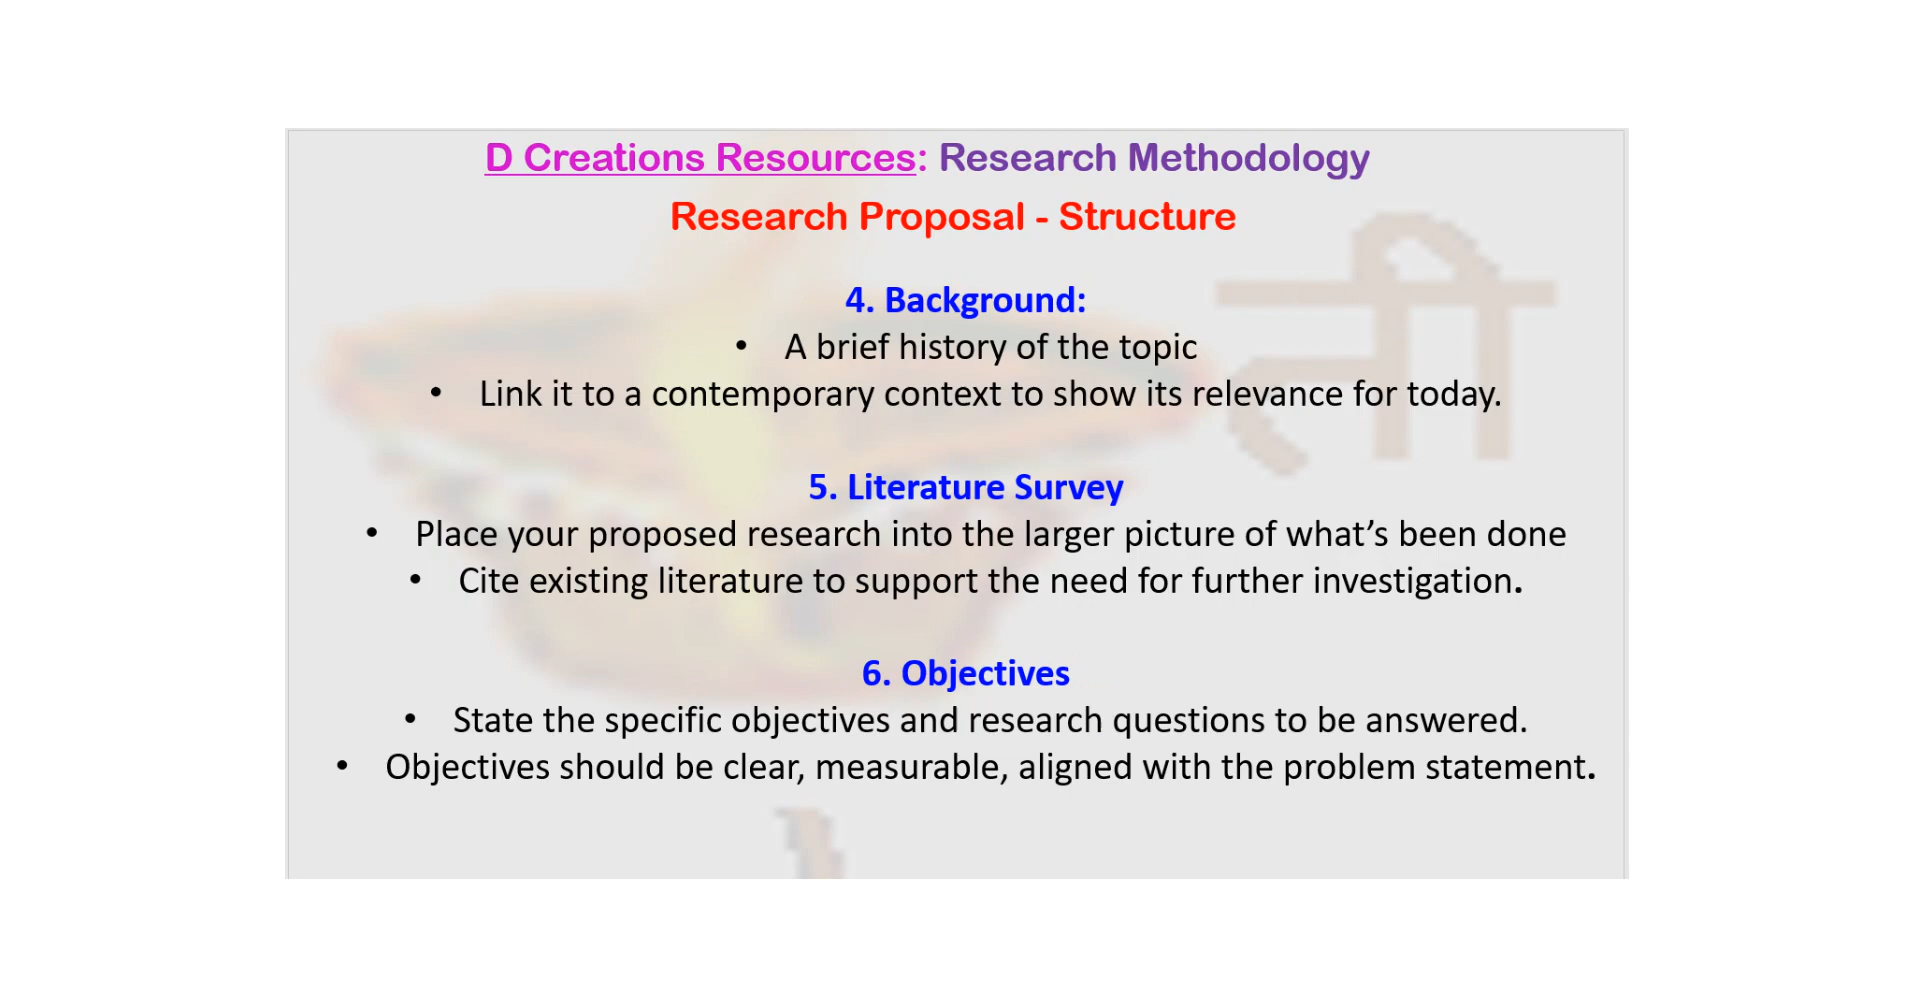 D Creations Resources: Research Methodology
Research Proposal - Structure
4. Background:
• A brief history of the topic
• Link it to a contemporary context to show its relevance for today.
5. Literature Survey
• Place your proposed research into the larger picture of what’s been done
• Cite existing literature to support the need for further investigation.
6. Objectives
• State the specific objectives and research questions to be answered.
• Objectives should be clear, measurable, aligned with the problem statement.